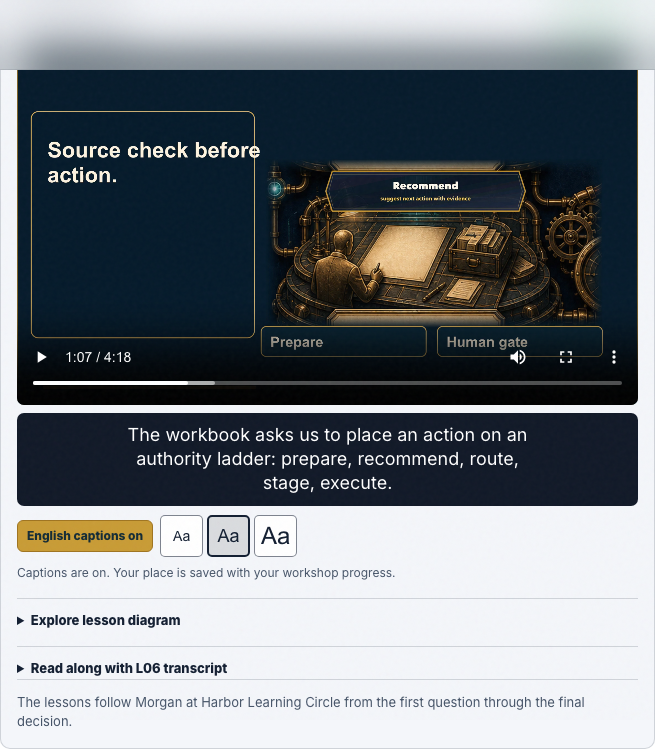 Source check before
action.
Recommend
suggest next action with evidence
Prepare
Human gate
1:07 / 4:18
The workbook asks us to place an action on an
authority ladder: prepare, recommend, route,
stage, execute.
English captions on
Aa
Aa
Aa
Captions are on. Your place is saved with your workshop progress.
Explore lesson diagram
Read along with L06 transcript
The lessons follow Morgan at Harbor Learning Circle from the first question through the final
decision.